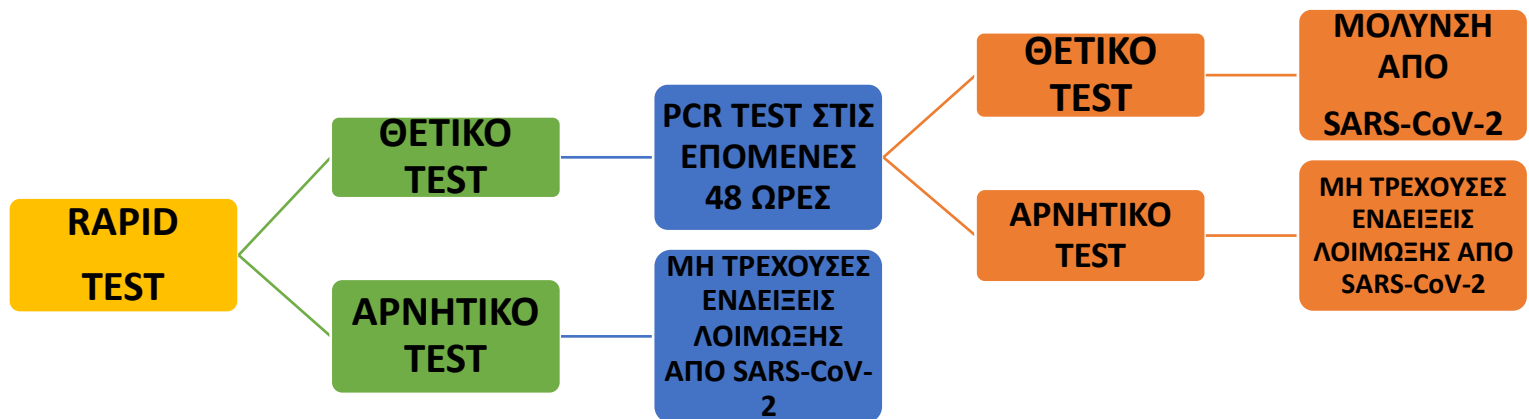 RAPID
TEST
ΘΕΤΙΚΟ
TEST
ΑΡΝΗΤΙΚΟ
TEST
PCR TEST ΣΤΙΣ
ΕΠΟΜΕΝΕΣ
48 ΩΡΕΣ
ΜΗ ΤΡΕΧΟΥΣΕΣ
ΕΝΔΕΙΞΕΙΣ
ΛΟΙΜΩΞΗΣ
ΑΠΟ SARS-CoV-
2
ΘΕΤΙΚΟ
TEST
ΑΡΝΗΤΙΚΟ
TEST
ΜΟΛΥΝΣΗ
ΑΠΟ
SARS-CoV-2
ΜΗ ΤΡΕΧΟΥΣΕΣ
ΕΝΔΕΙΞΕΙΣ
ΛΟΙΜΩΞΗΣ ΑΠΟ
SARS-CoV-2